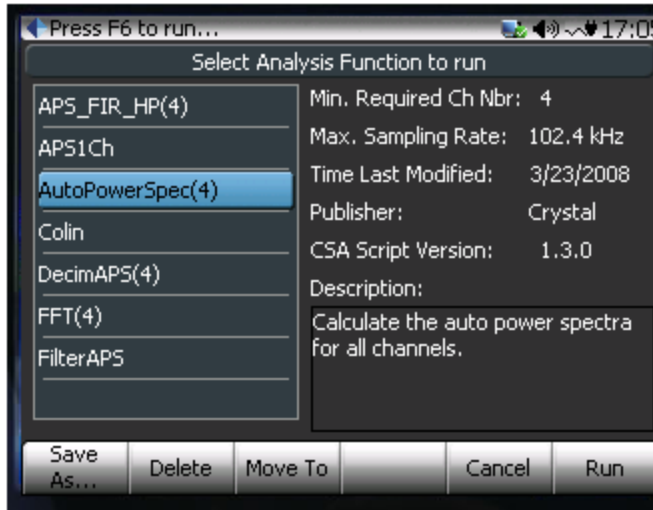 Press F6 to run...
17:05
Select Analysis Function to run
APS_FIR_HP(4)
APS1Ch
AutoPowerSpec(4)
Colin
DecimAPS(4)
FFT(4)
FilterAPS
Min. Required Ch Nbr: 4
Max. Sampling Rate: 102.4 kHz
Time Last Modified: 3/23/2008
Publisher: Crystal
CSA Script Version: 1.3.0
Description:
Calculate the auto power spectra
for all channels.
Save
As...
Delete
Move To
Cancel
Run